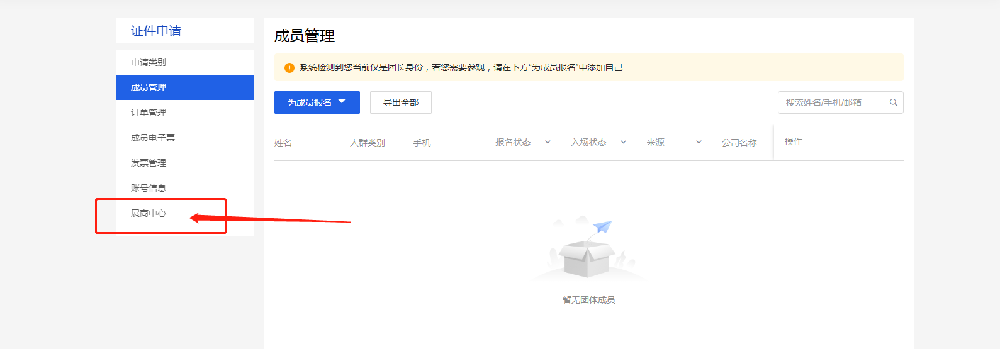 证件申请
申请类别
成员管理
订单管理
成员电子票
发票管理
账号信息
展商中心
成员管理
系统检测到您当前仅是团长身份，若您需要参观，请在下方“为成员报名”中添加自己
为成员报名
导出全部
搜索姓名/手机/邮箱
姓名 人群类别 手机 报名状态 入场状态 来源 公司名称 操作
暂无团体成员